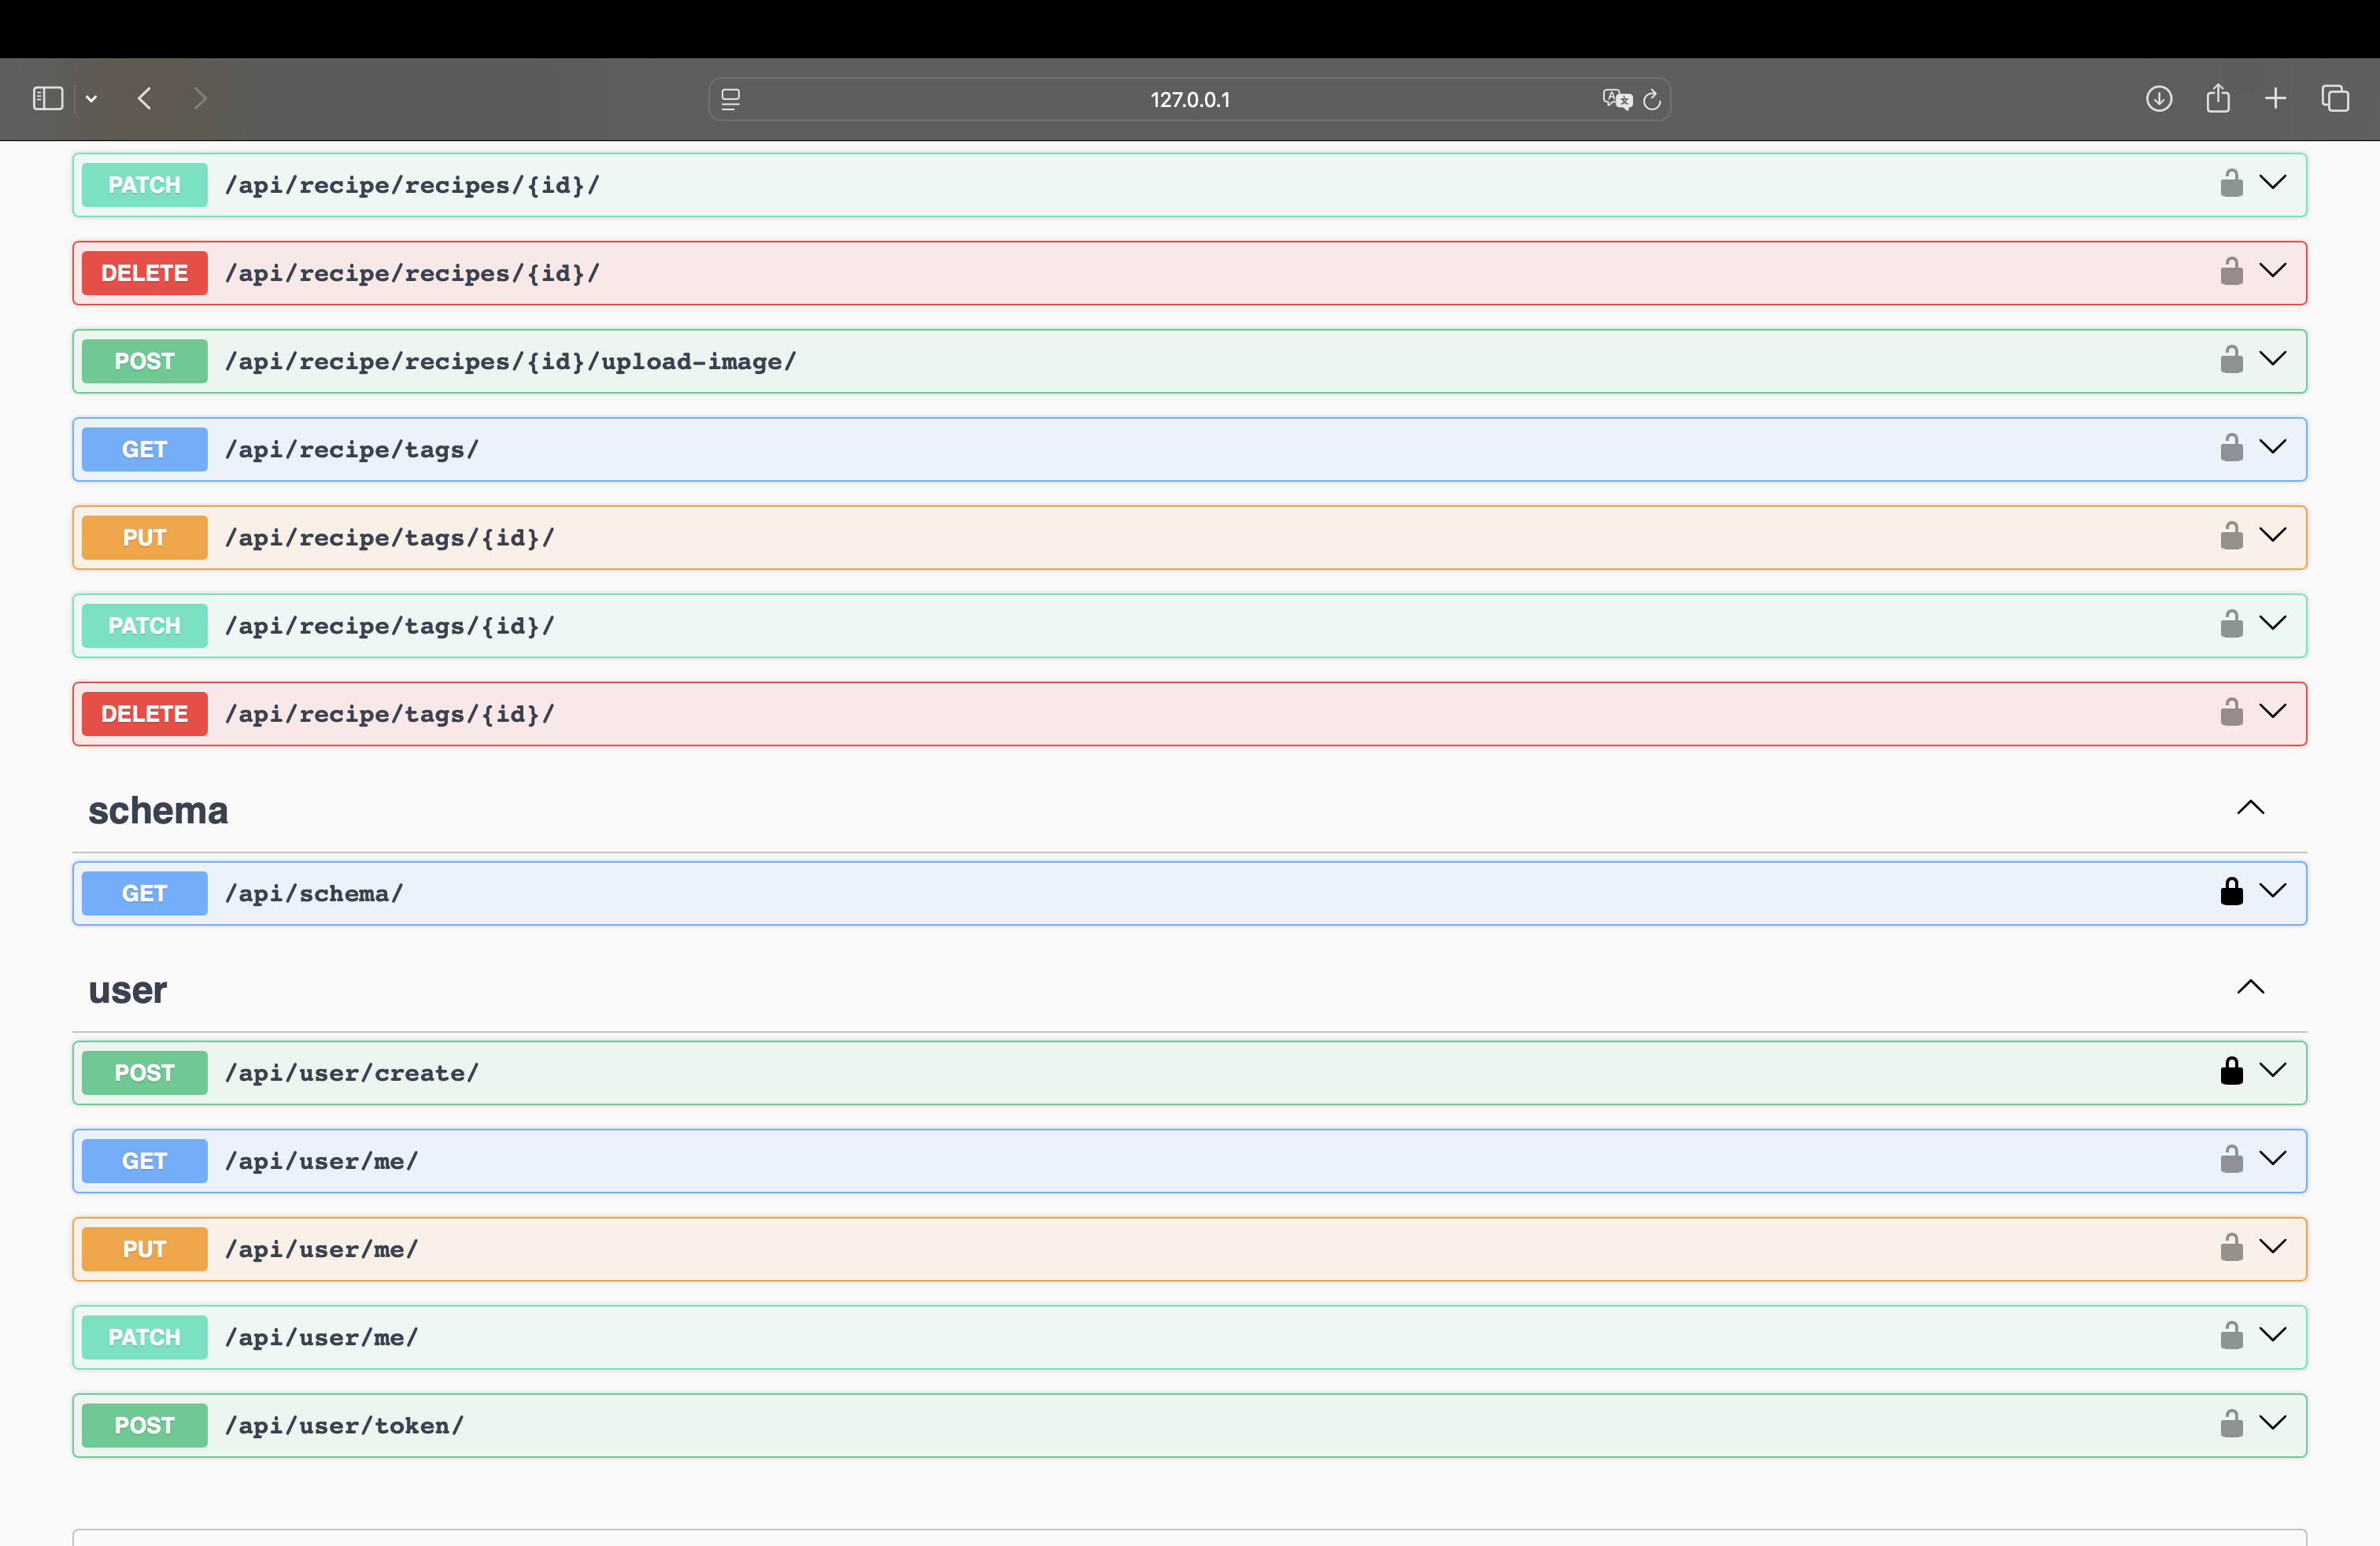 127.0.0.1
PATCH /api/recipe/recipes/{id}/
DELETE /api/recipe/recipes/{id}/
POST /api/recipe/recipes/{id}/upload-image/
GET /api/recipe/tags/
PUT /api/recipe/tags/{id}/
PATCH /api/recipe/tags/{id}/
DELETE /api/recipe/tags/{id}/
schema
GET /api/schema/
user
POST /api/user/create/
GET /api/user/me/
PUT /api/user/me/
PATCH /api/user/me/
POST /api/user/token/